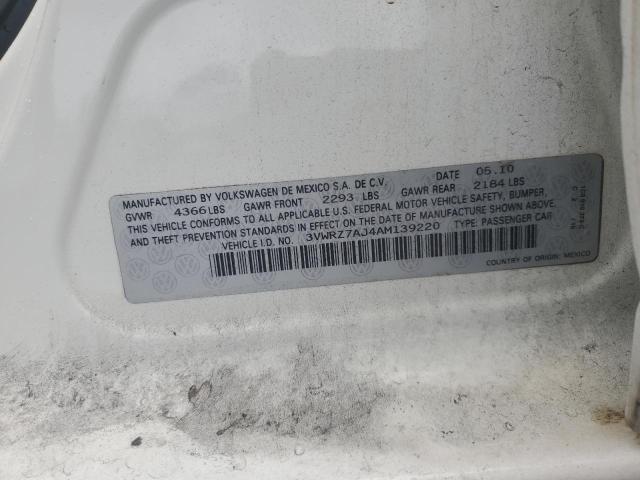 MANUFACTURED BY VOLKSWAGEN DE MEXICO S.A. DE C.V. DATE 05.10
GVWR 4366LBS GAWR FRONT 2293 LBS GAWR REAR 2184 LBS
THIS VEHICLE CONFORMS TO ALL APPLICABLE U.S. FEDERAL MOTOR VEHICLE SAFETY, BUMPER,
AND THEFT PREVENTION STANDARDS IN EFFECT ON THE DATE OF MANUFACTURE SHOWN ABOVE.
VEHICLE I.D. NO. 3VWRZ7AJ4AM139220 TYPE: PASSENGER CAR
COUNTRY OF ORIGIN: MEXICO